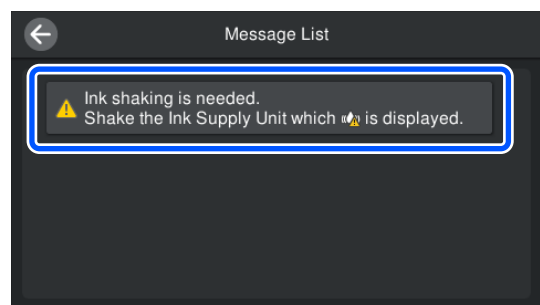 Message List
Ink shaking is needed.
Shake the Ink Supply Unit which is displayed.